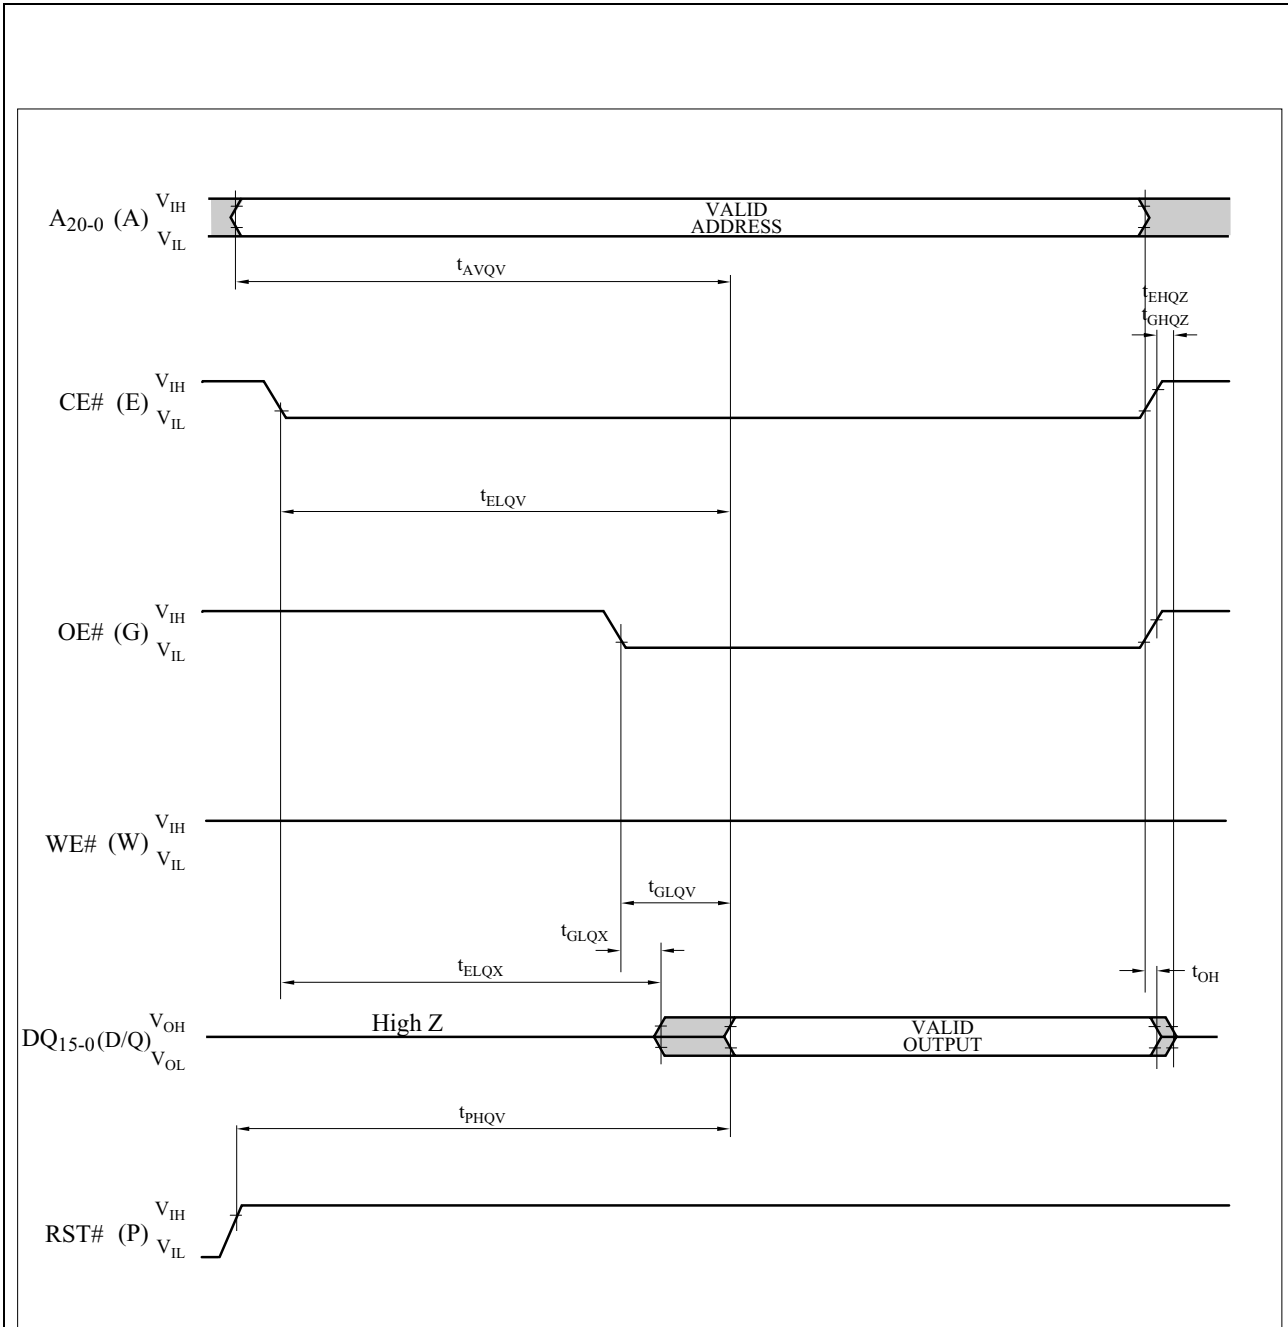 A20-0 (A)
VIH
VIL
VALID
ADDRESS
tAVQV
tEHQZ
tGHQZ
CE# (E)
VIH
VIL
tELQV
OE# (G)
VIH
VIL
WE# (W)
VIH
VIL
tGLQV
tGLQX
tELQX
tOH
DQ15-0 (D/Q)
VOH
VOL
High Z
VALID
OUTPUT
tPHQV
RST# (P)
VIH
VIL